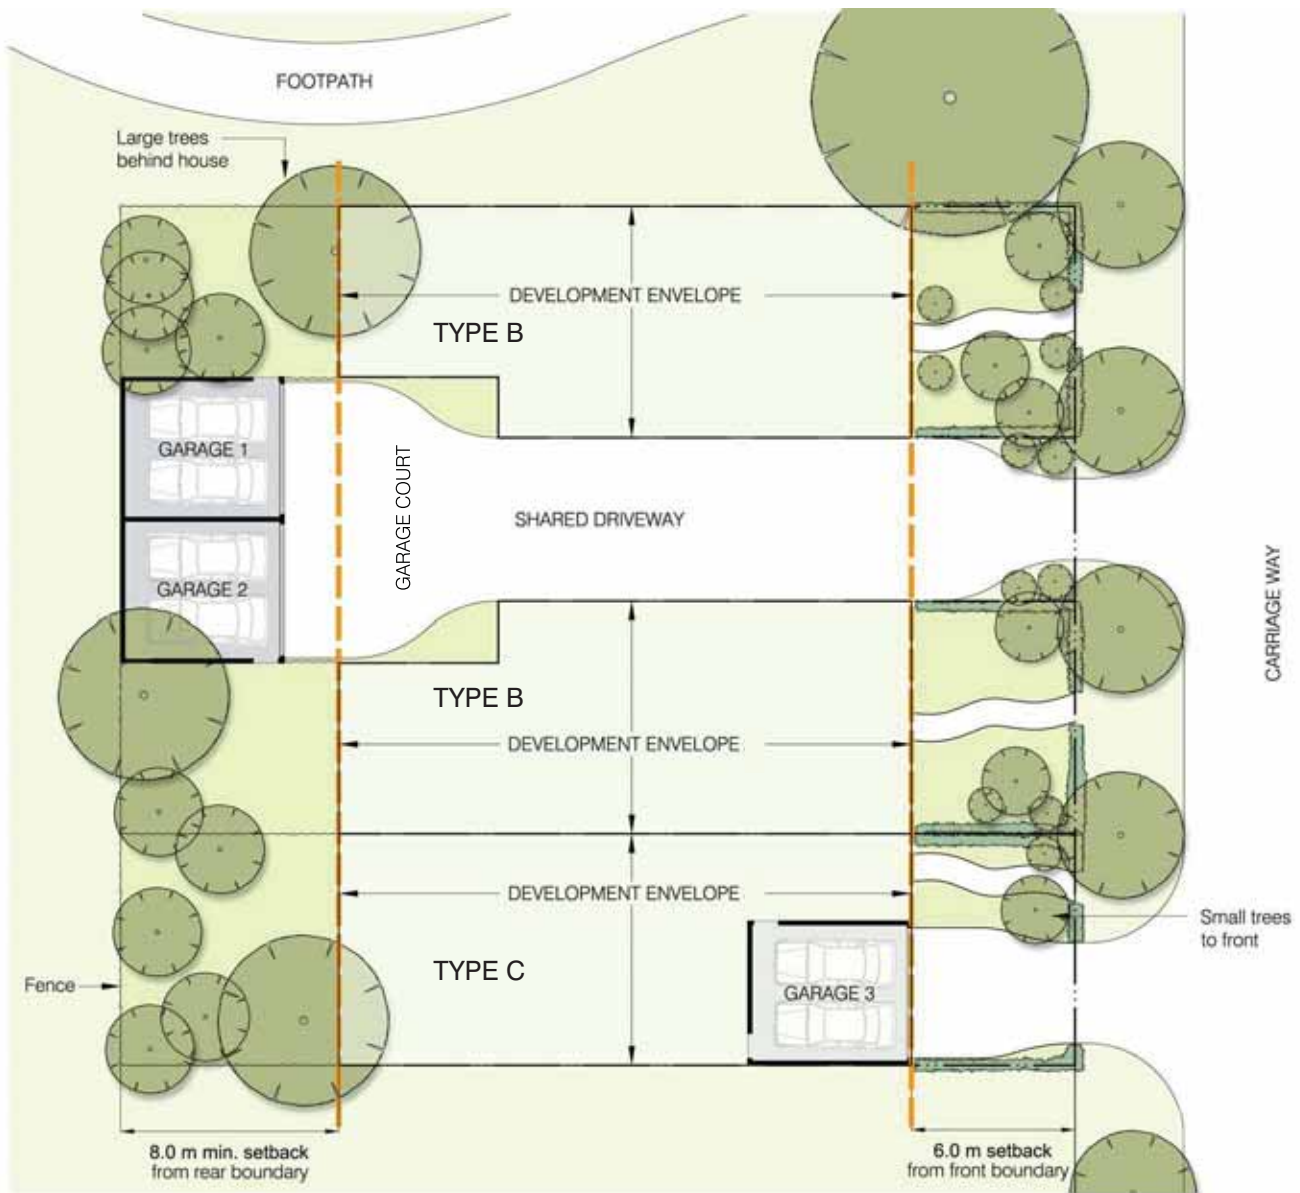 FOOTPATH
Large trees
behind house
DEVELOPMENT ENVELOPE
TYPE B
GARAGE 1
GARAGE COURT
SHARED DRIVEWAY
GARAGE 2
CARRIAGE WAY
TYPE B
DEVELOPMENT ENVELOPE
DEVELOPMENT ENVELOPE
Small trees
to front
TYPE C
Fence
GARAGE 3
8.0 m min. setback
from rear boundary
6.0 m setback
from front boundary